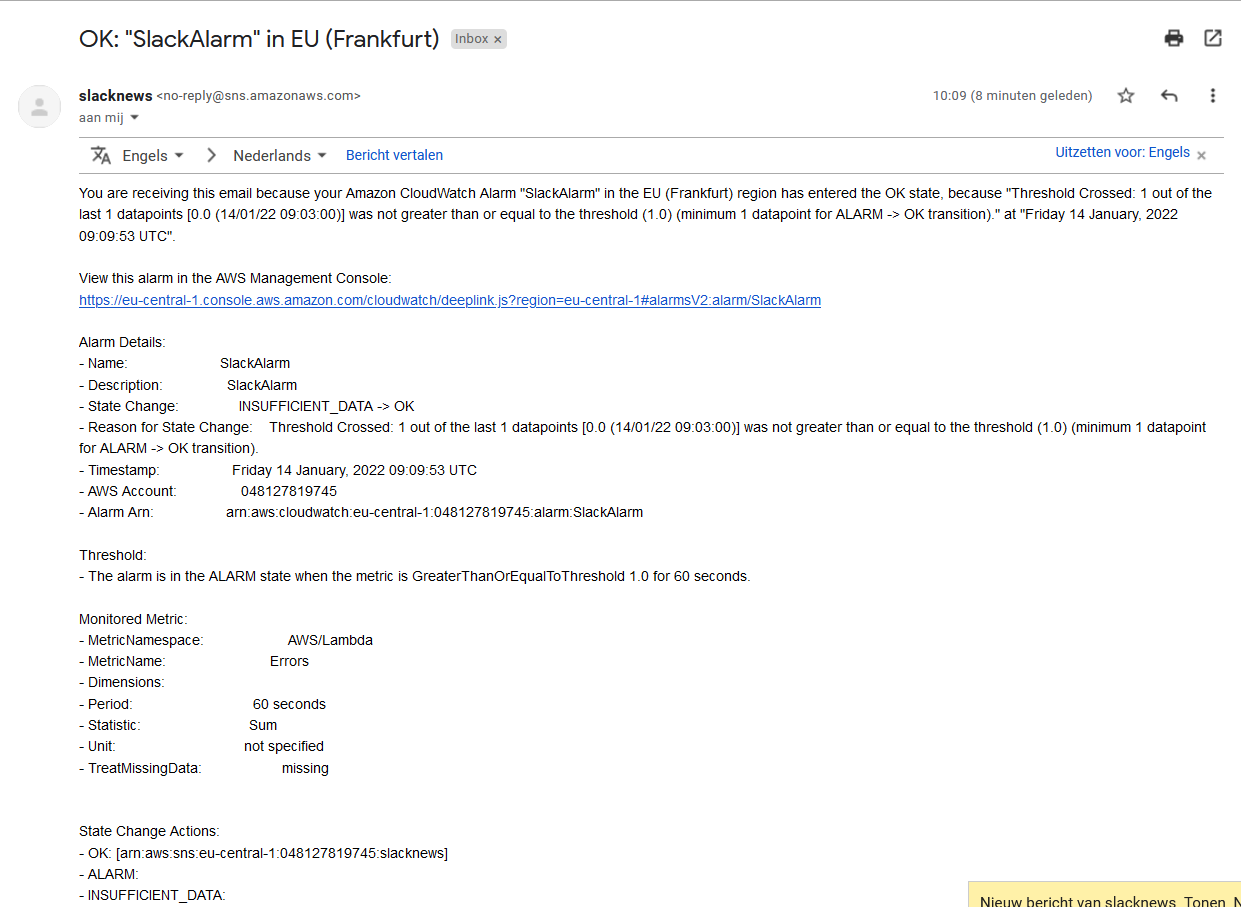 OK: "SlackAlarm" in EU (Frankfurt) Inbox ×
slacknews <no-reply@sns.amazonaws.com> 10:09 (8 minuten geleden)
aan mij
Engels > Nederlands Bericht vertalen Uitzetten voor: Engels ×
You are receiving this email because your Amazon CloudWatch Alarm "SlackAlarm" in the EU (Frankfurt) region has entered the OK state, because "Threshold Crossed: 1 out of the
last 1 datapoints [0.0 (14/01/22 09:03:00)] was not greater than or equal to the threshold (1.0) (minimum 1 datapoint for ALARM -> OK transition)." at "Friday 14 January, 2022
09:09:53 UTC".
View this alarm in the AWS Management Console:
https://eu-central-1.console.aws.amazon.com/cloudwatch/deeplink.js?region=eu-central-1#alarmsV2:alarm/SlackAlarm
Alarm Details:
- Name: SlackAlarm
- Description: SlackAlarm
- State Change: INSUFFICIENT_DATA -> OK
- Reason for State Change: Threshold Crossed: 1 out of the last 1 datapoints [0.0 (14/01/22 09:03:00)] was not greater than or equal to the threshold (1.0) (minimum 1 datapoint
for ALARM -> OK transition).
- Timestamp: Friday 14 January, 2022 09:09:53 UTC
- AWS Account: 048127819745
- Alarm Arn: arn:aws:cloudwatch:eu-central-1:048127819745:alarm:SlackAlarm
Threshold:
- The alarm is in the ALARM state when the metric is GreaterThanOrEqualToThreshold 1.0 for 60 seconds.
Monitored Metric:
- MetricNamespace: AWS/Lambda
- MetricName: Errors
- Dimensions:
- Period: 60 seconds
- Statistic: Sum
- Unit: not specified
- TreatMissingData: missing
State Change Actions:
- OK: [arn:aws:sns:eu-central-1:048127819745:slacknews]
- ALARM:
- INSUFFICIENT_DATA:
Nieuw bericht van slacknews. Tonen